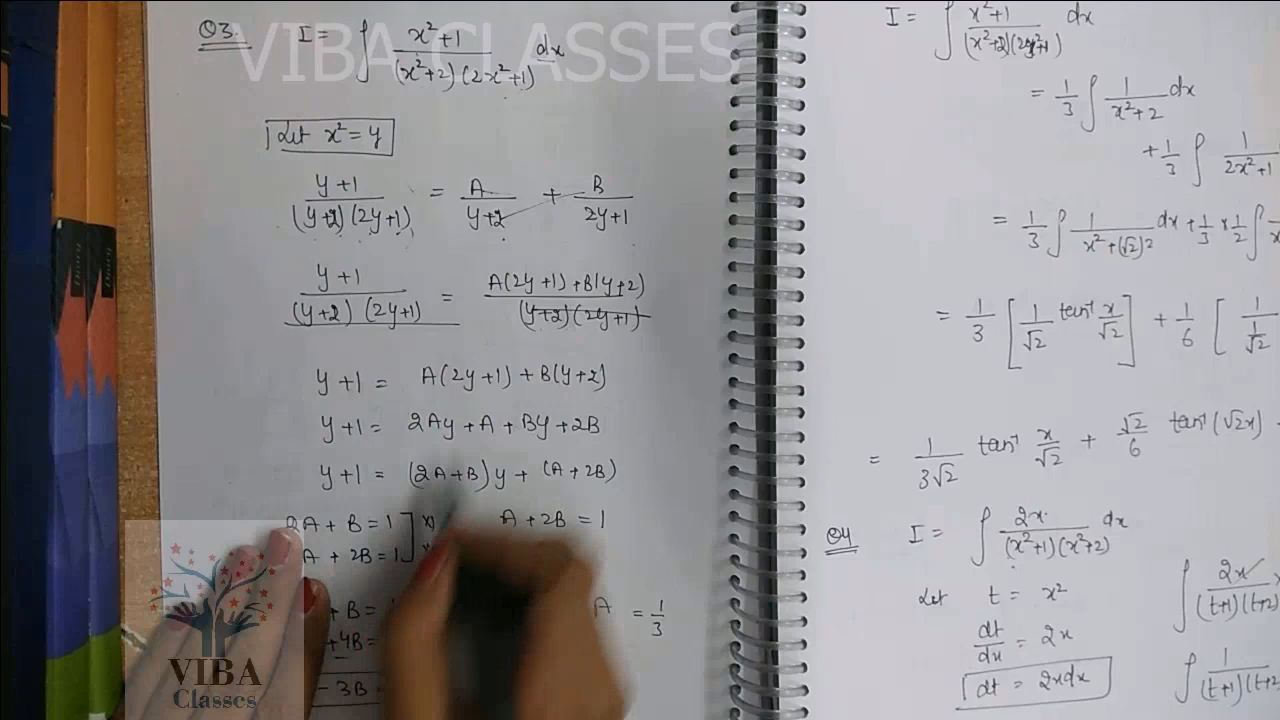 VIBA CLASSES
Q3. I = ∫ x²+1 / (x²+2)(2x²+1) dx
Let x² = y
y+1 / (y+2)(2y+1) = A / y+2 + B / 2y+1
y+1 / (y+2)(2y+1) = A(2y+1)+B(y+2) / (y+2)(2y+1)
y+1 = A(2y+1)+B(y+2)
y+1 = 2Ay+A+By+2B
y+1 = (2A+B)y+(A+2B)
2A+B=1 ] x1 A+2B=1
A+2B=1
+B= A = 1/3
+4B=
-3B=
VIBA
Classes
I = ∫ x²+1 / (x²+2)(2x²+1) dx
= 1/3 ∫ 1 / x²+2 dx
+ 1/3 ∫ 1 / 2x²+1
= 1/3 ∫ 1 / x²+(√2)² dx + 1/3 × 1/2 ∫
= 1/3 [ 1/√2 tan⁻¹ x/√2 ] + 1/6 [ 1 / 1/√2
= 1/3√2 tan⁻¹ x/√2 + √2/6 tan⁻¹(√2x) +
Q4 I = ∫ 2x / (x²+1)(x²+2) dx
Let t = x² ∫ 2x / (t+1)(t+2)
dt/dx = 2x
dt = 2xdx ∫ 1 / (t+1)(t+2